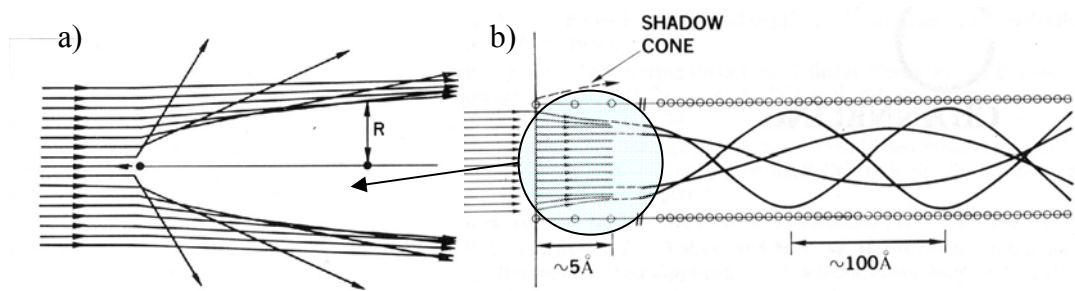 a)
R
b)
SHADOW
CONE
~5Å
~100Å